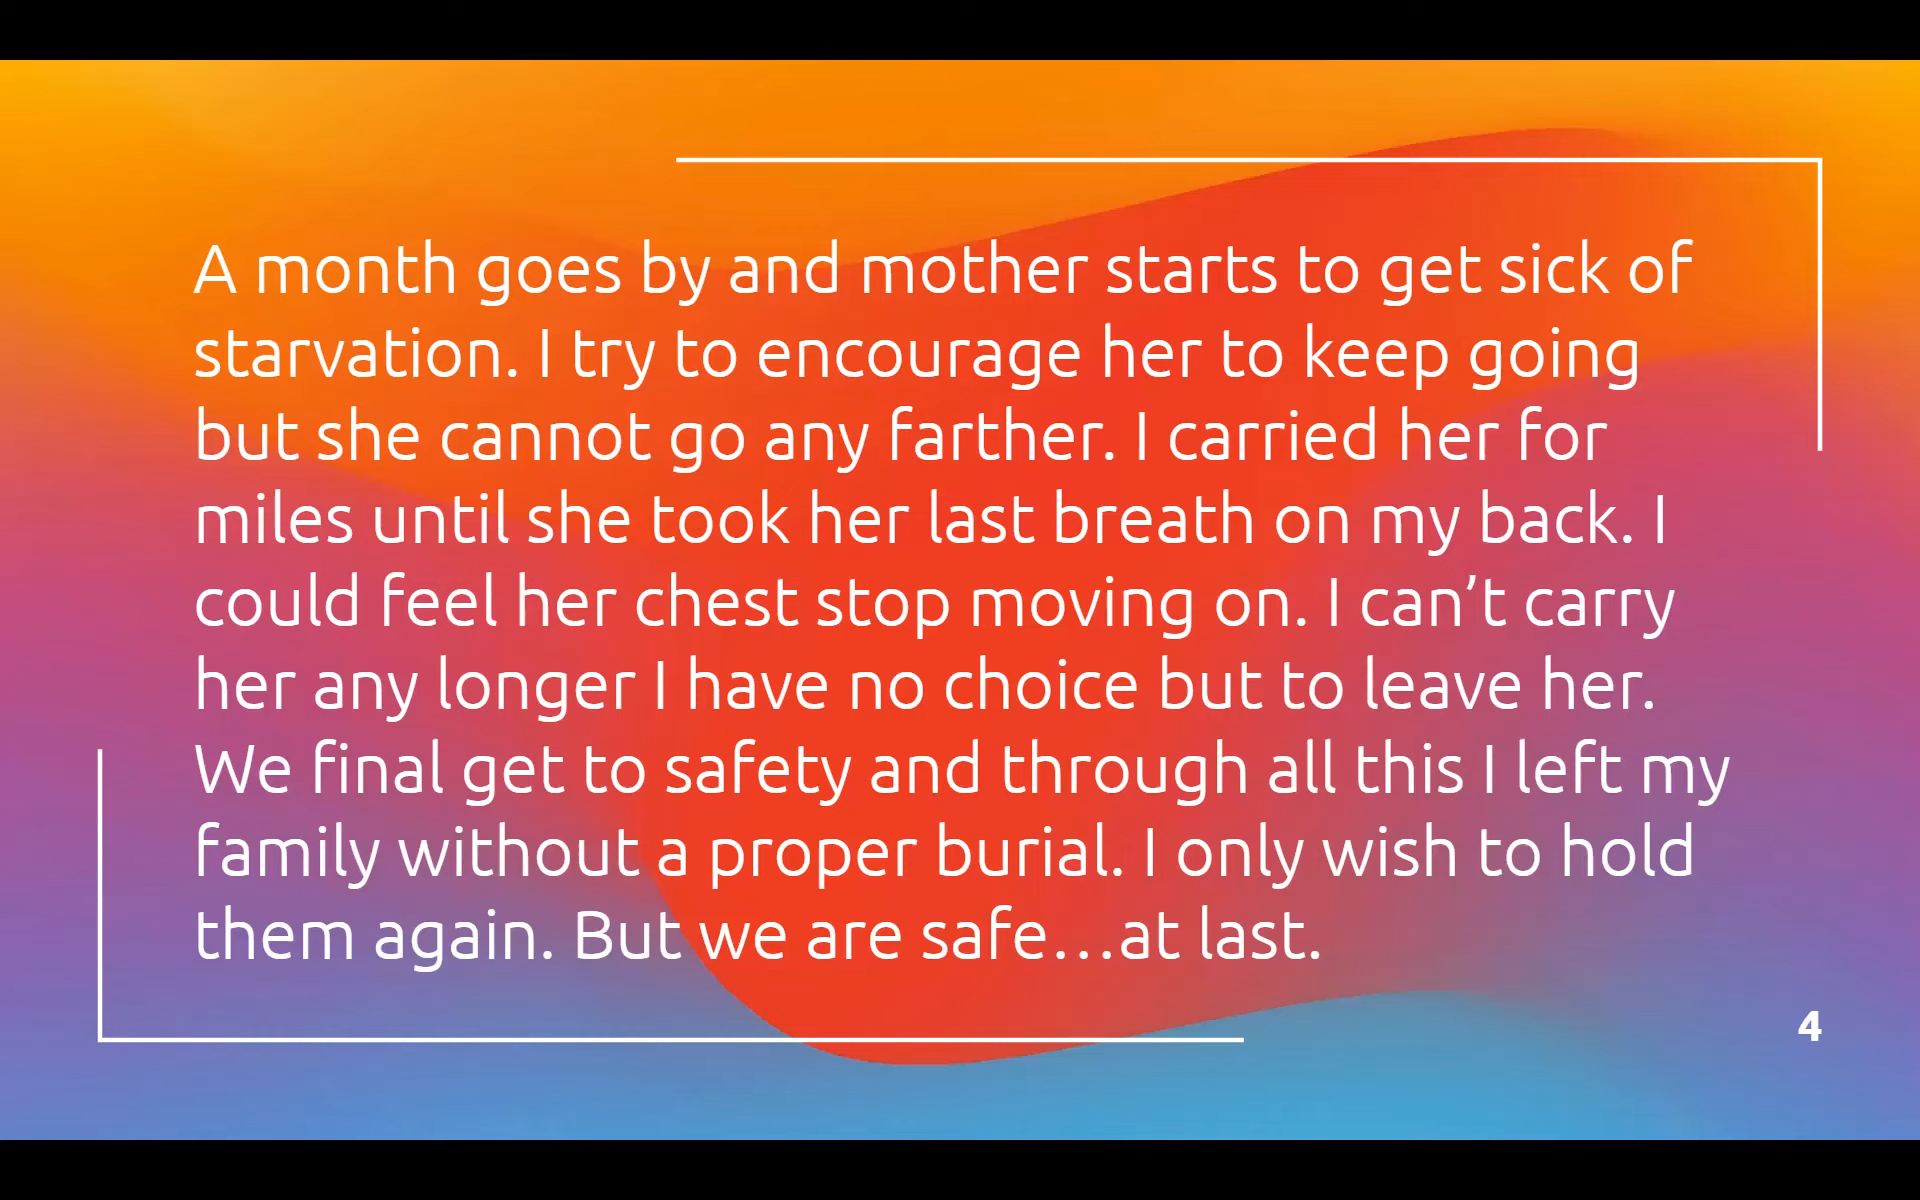 A month goes by and mother starts to get sick of
starvation. I try to encourage her to keep going
but she cannot go any farther. I carried her for
miles until she took her last breath on my back. I
could feel her chest stop moving on. I can’t carry
her any longer I have no choice but to leave her.
We final get to safety and through all this I left my
family without a proper burial. I only wish to hold
them again. But we are safe…at last.
4